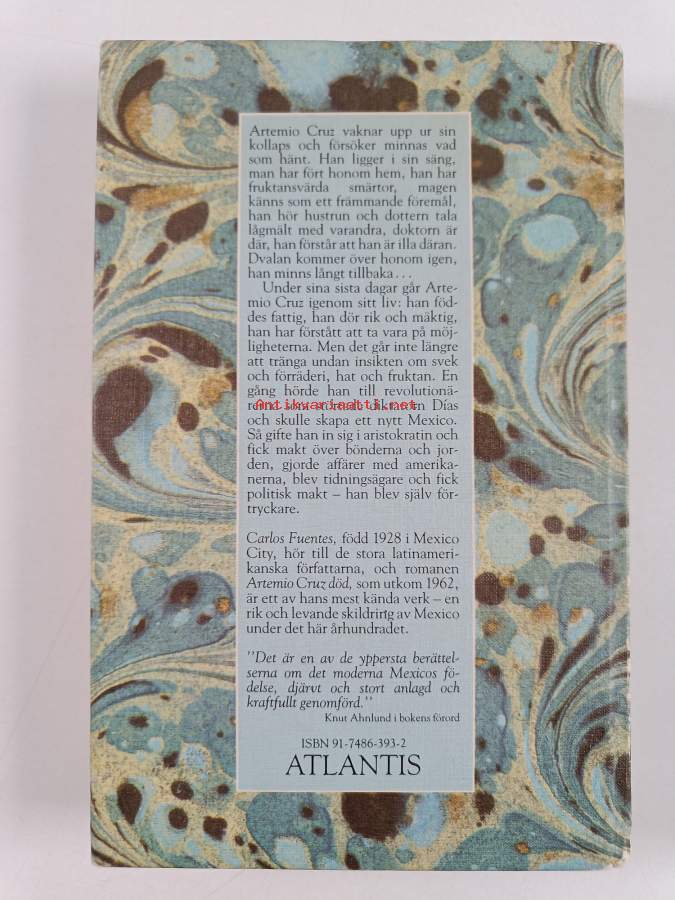 Artemio Cruz vaknar upp ur sin
kollaps och försöker minnas vad
som hänt. Han ligger i sin säng,
man har fört honom hem, han har
fruktansvärda smärtor, magen
känns som ett främmande föremål,
han hör hustrun och dottern tala
lågmält med varandra, doktorn är
där, han förstår att han är illa däran.
Dvalan kommer över honom igen,
han minns långt tillbaka...
Under sina sista dagar går Arte-
mio Cruz igenom sitt liv: han föd-
des fattig, han dör rik och mäktig,
han har förstått att ta vara på möj-
ligheterna. Men det går inte längre
att tränga undan insikten om svek
och förräderi, hat och fruktan. En
gång hörde han till revolutionä-
Antikvariaatti.net
som diktatorn Días
och skulle skapa ett nytt Mexico.
Så gifte han in sig i aristokratin och
fick makt över bönderna och jor-
den, gjorde affärer med amerika-
nerna, blev tidningsägare och fick
politisk makt – han blev själv för-
tryckare.
Carlos Fuentes, född 1928 i Mexico
City, hör till de stora latinameri-
kanska författarna, och romanen
Artemio Cruz död, som utkom 1962,
är ett av hans mest kända verk – en
rik och levande skildring av Mexico
under det här århundradet.
"Det är en av de yppersta berättel-
serna om det moderna Mexicos fö-
delse, djärvt och stort anlagd och
kraftfullt genomförd."
Knut Ahnlund i bokens förord
ISBN 91-7486-393-2
ATLANTIS